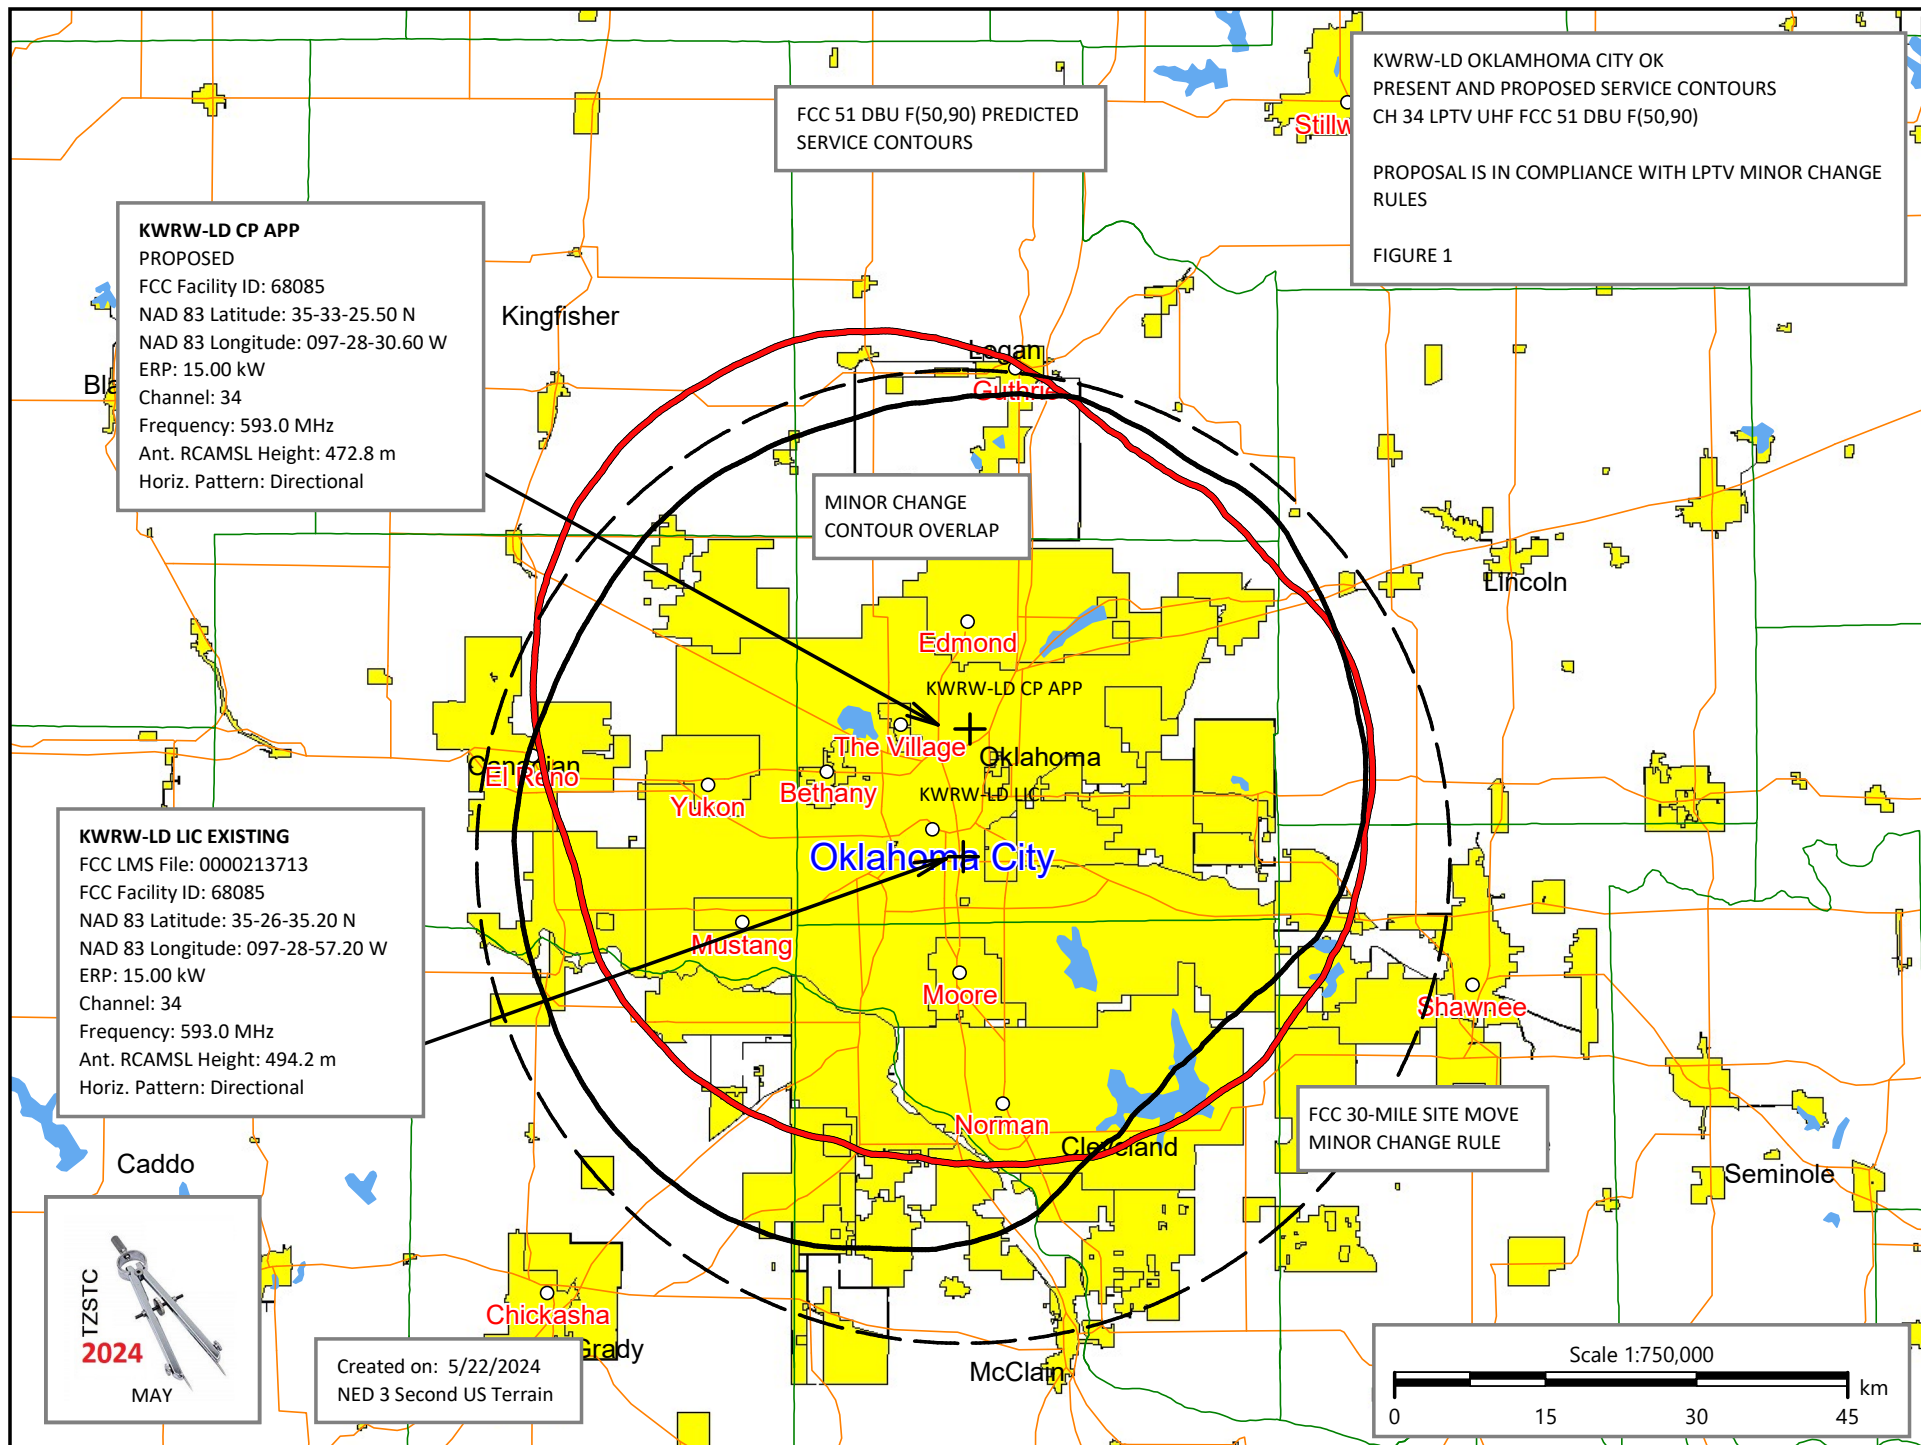 KWRW-LD OKLAMHOMA CITY OK
PRESENT AND PROPOSED SERVICE CONTOURS
CH 34 LPTV UHF FCC 51 DBU F(50,90)
PROPOSAL IS IN COMPLIANCE WITH LPTV MINOR CHANGE
RULES
FIGURE 1
FCC 51 DBU F(50,90) PREDICTED
SERVICE CONTOURS
Stillw
KWRW-LD CP APP
PROPOSED
FCC Facility ID: 68085
NAD 83 Latitude: 35-33-25.50 N
NAD 83 Longitude: 097-28-30.60 W
ERP: 15.00 kW
Channel: 34
Frequency: 593.0 MHz
Ant. RCAMSL Height: 472.8 m
Horiz. Pattern: Directional
Kingfisher
Logan
Guthrie
Bla
MINOR CHANGE
CONTOUR OVERLAP
Lincoln
Edmond
KWRW-LD CP APP
The Village
Oklahoma
Canadian
El Reno
Yukon
Bethany
KWRW-LD LIC
Oklahoma City
KWRW-LD LIC EXISTING
FCC LMS File: 0000213713
FCC Facility ID: 68085
NAD 83 Latitude: 35-26-35.20 N
NAD 83 Longitude: 097-28-57.20 W
ERP: 15.00 kW
Channel: 34
Frequency: 593.0 MHz
Ant. RCAMSL Height: 494.2 m
Horiz. Pattern: Directional
Mustang
Moore
Shawnee
Norman
Cleveland
FCC 30-MILE SITE MOVE
MINOR CHANGE RULE
Caddo
Seminole
TZSTC
2024
MAY
Chickasha
Grady
McClain
Created on: 5/22/2024
NED 3 Second US Terrain
Scale 1:750,000
km
0 15 30 45